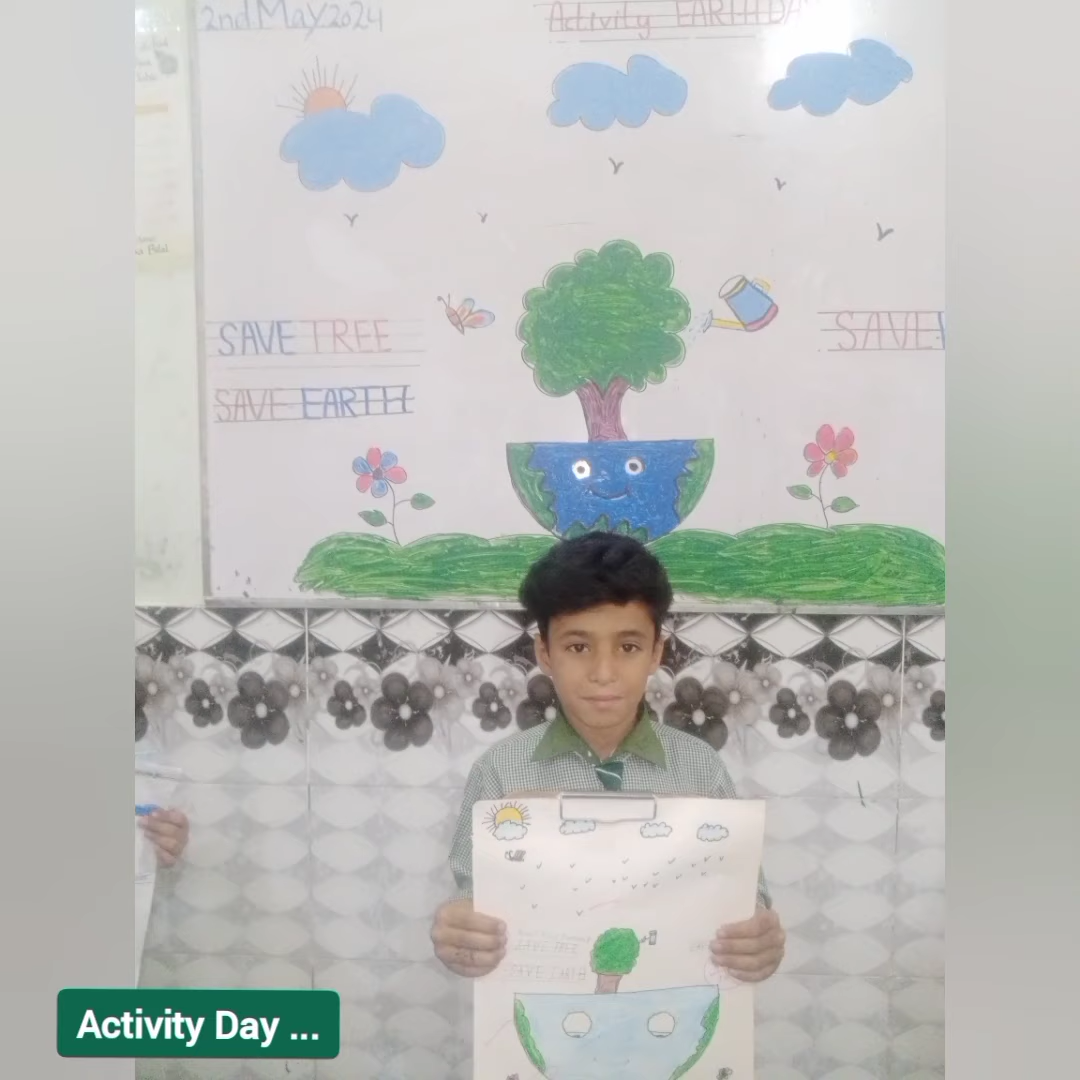 2nd May 2024
Activity EARTH DA
SAVE TREE
SAVE EARTH
SAVE
SAVE TREE
SAVE EARTH
Activity Day ...